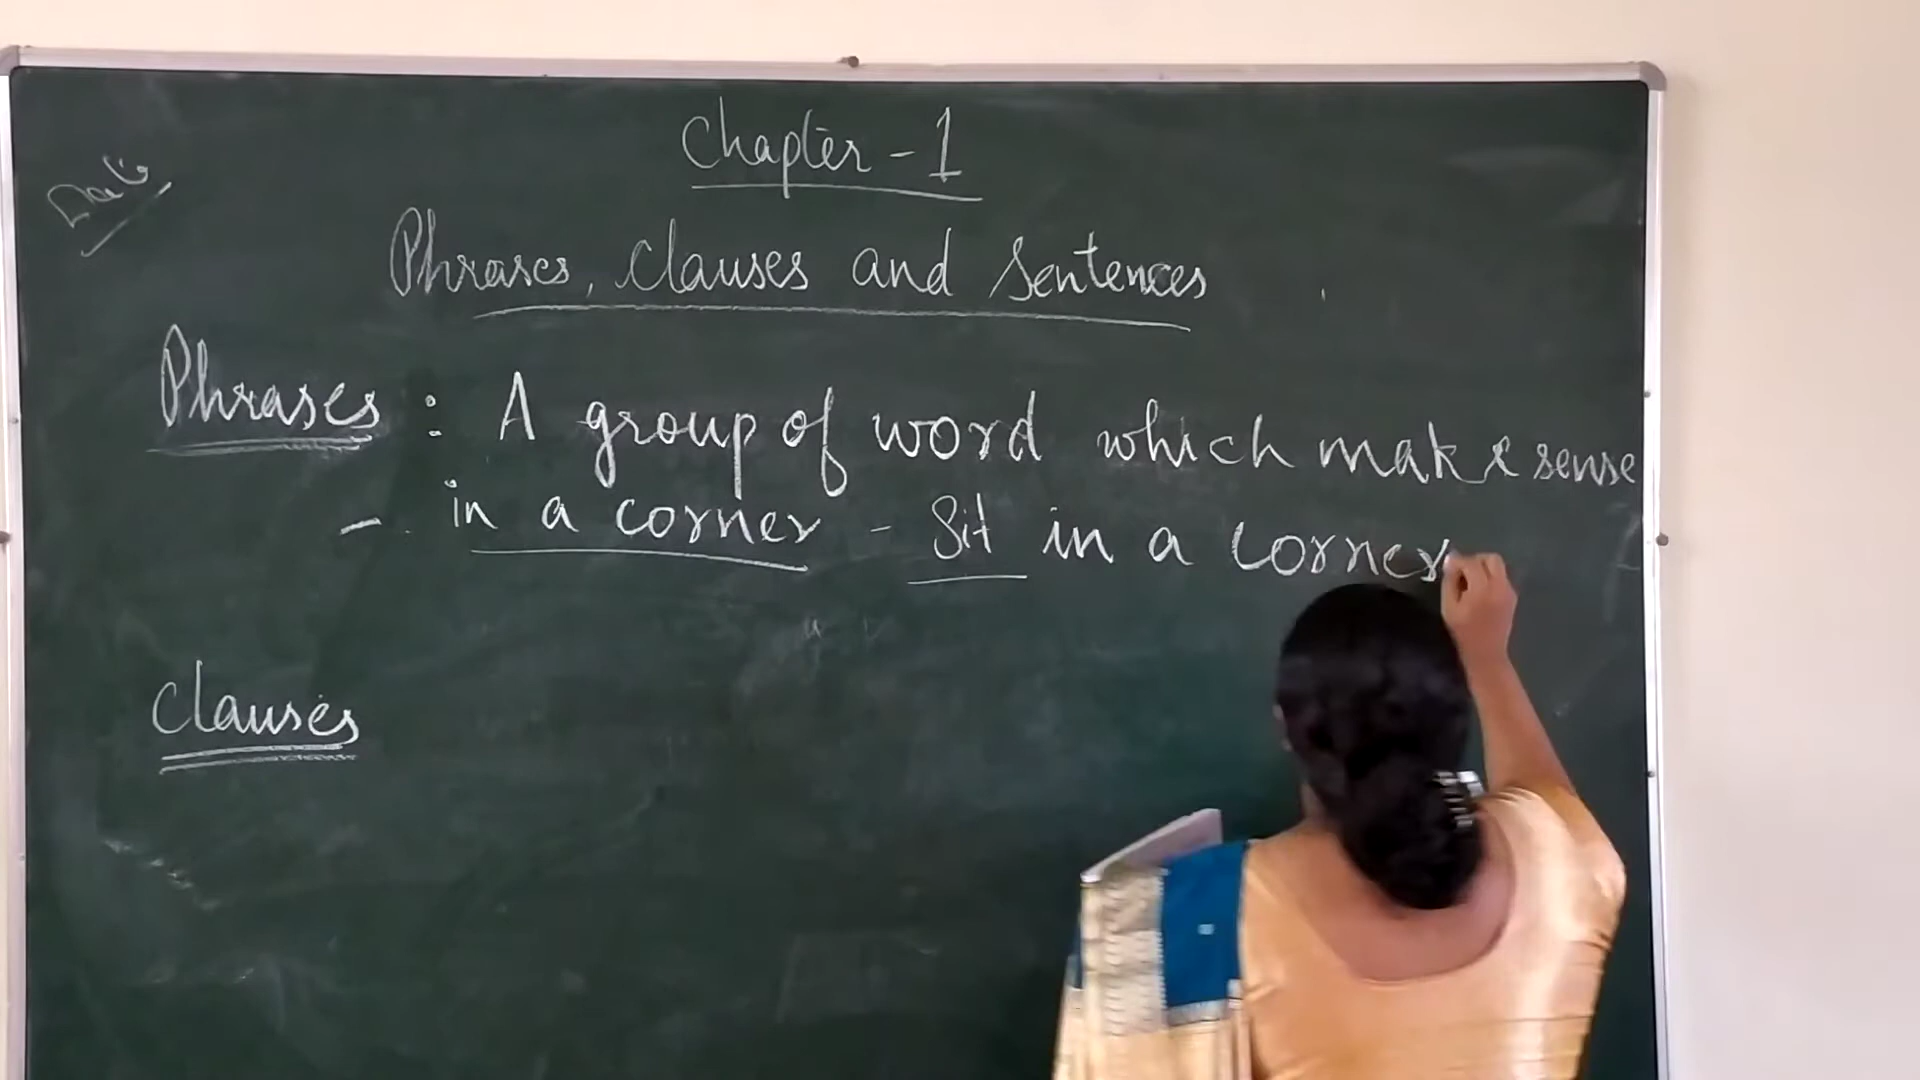 Chapter - 1
Date
Phrases, Clauses and Sentences
Phrases : A group of word which make sense
- in a corner - Sit in a corner
Clauses